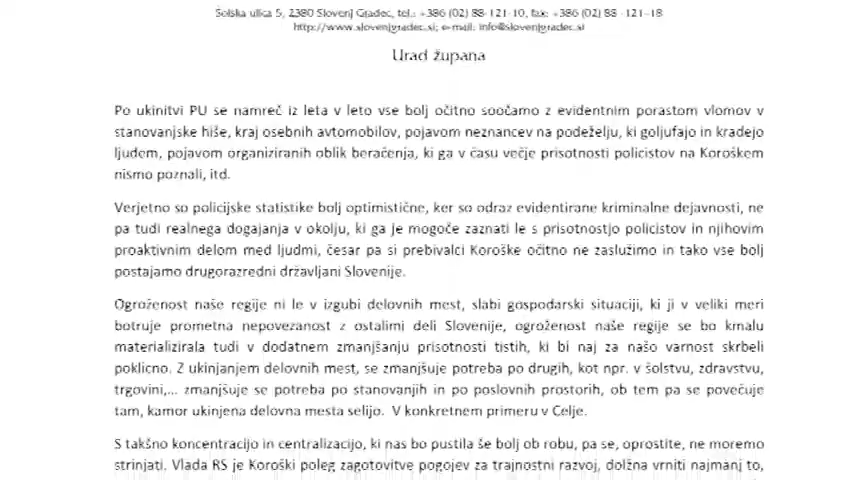 Šolska ulica 5, 2380 Slovenj Gradec, tel.: +386 (02) 88-121-10, fax: +386 (02) 88 -121-18
http://www.slovenjgradec.si; e-mail: info@slovenjgradec.si
Urad župana
Po ukinitvi PU se namreč iz leta v leto vse bolj očitno soočamo z evidentnim porastom vlomov v
stanovanjske hiše, kraj osebnih avtomobilov, pojavom neznancev na podeželju, ki goljufajo in kradejo
ljudem, pojavom organiziranih oblik beračenja, ki ga v času večje prisotnosti policistov na Koroškem
nismo poznali, itd.
Verjetno so policijske statistike bolj optimistične, ker so odraz evidentirane kriminalne dejavnosti, ne
pa tudi realnega dogajanja v okolju, ki ga je mogoče zaznati le s prisotnostjo policistov in njihovim
proaktivnim delom med ljudmi, česar pa si prebivalci Koroške očitno ne zaslužimo in tako vse bolj
postajamo drugorazredni državljani Slovenije.
Ogroženost naše regije ni le v izgubi delovnih mest, slabi gospodarski situaciji, ki ji v veliki meri
botruje prometna nepovezanost z ostalimi deli Slovenije, ogroženost naše regije se bo kmalu
materializirala tudi v dodatnem zmanjšanju prisotnosti tistih, ki bi naj za našo varnost skrbeli
poklicno. Z ukinjanjem delovnih mest, se zmanjšuje potreba po drugih, kot npr. v šolstvu, zdravstvu,
trgovini,... zmanjšuje se potreba po stanovanjih in po poslovnih prostorih, ob tem pa se povečuje
tam, kamor ukinjena delovna mesta selijo. V konkretnem primeru v Celje.
S takšno koncentracijo in centralizacijo, ki nas bo pustila še bolj ob robu, pa se, oprostite, ne moremo
strinjati. Vlada RS je Koroški poleg zagotovitve pogojev za trajnostni razvoj, dolžna vrniti najmanj to,